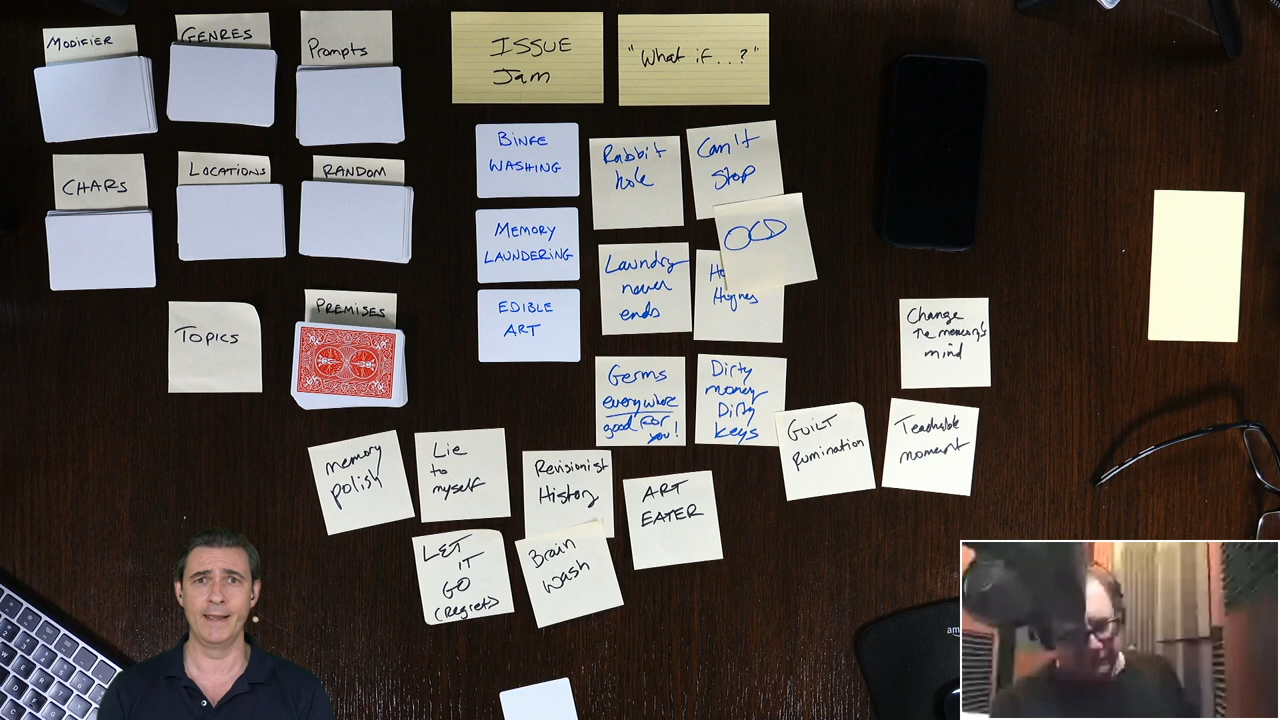 MODIFIER
GENRES
Prompts
ISSUE
Jam
"What if..?"
CHARS
LOCATIONS
RANDOM
TOPICS
PREMISES
BINGE
WASHING
MEMORY
LAUNDERING
EDIBLE
ART
Rabbit
hole
Can't
Stop
OCD
Laundry
never
ends
Germs
everywhere
good for
you!
Dirty
money
Dirty
keys
Change
the memory's
mind
GUILT
Rumination
Teachable
moment
memory
polish
Lie
to
myself
Revisionist
History
ART
EATER
LET
IT
GO
(regrets)
Brain
wash